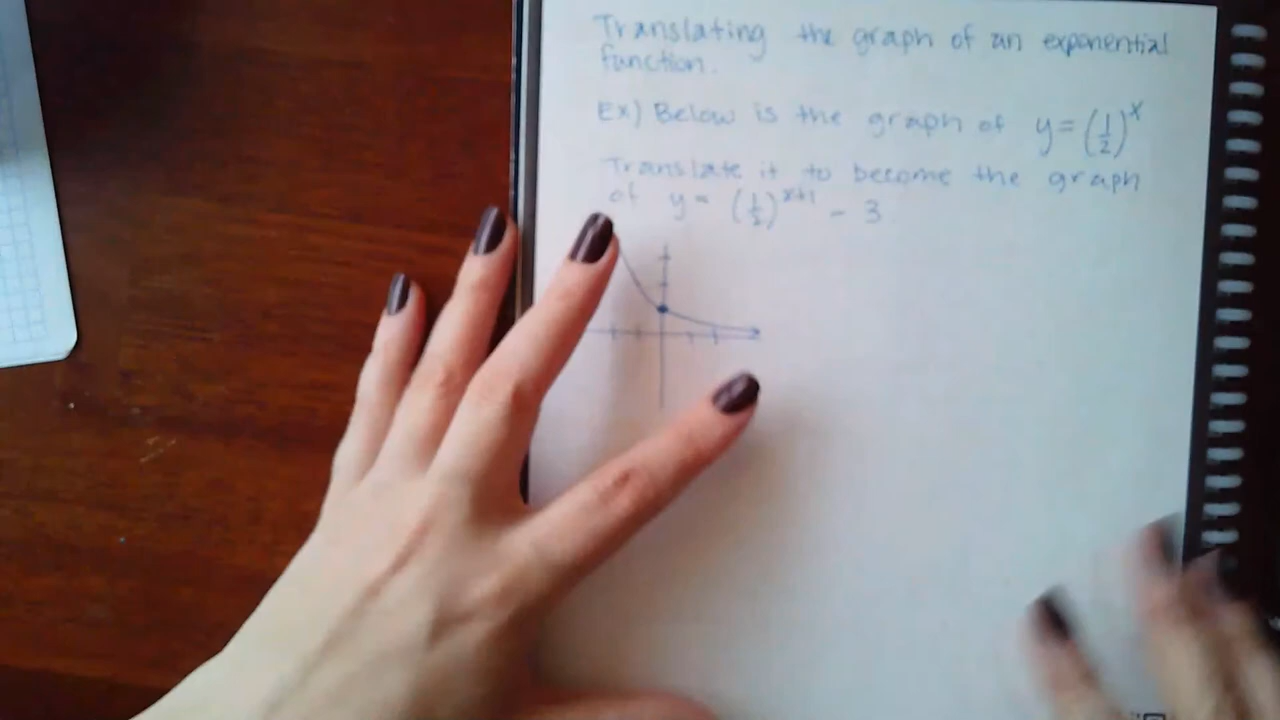 Translating the graph of an exponential
function.
Ex) Below is the graph of y = (1/2)^x
Translate it to become the graph
of y = (1/2)^x+1 - 3